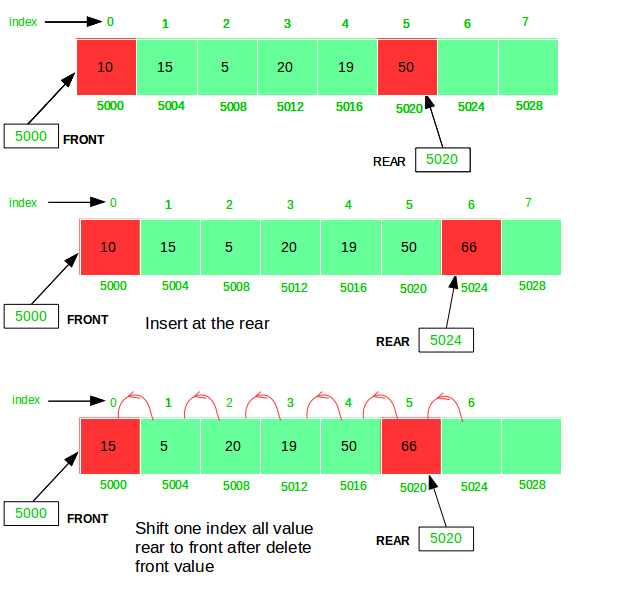 index 0 1 2 3 4 5 6 7
10 15 5 20 19 50
5000 5004 5008 5012 5016 5020 5024 5028
5000 FRONT
REAR 5020
index 0 1 2 3 4 5 6 7
10 15 5 20 19 50 66
5000 5004 5008 5012 5016 5020 5024 5028
5000 FRONT
Insert at the rear
REAR 5024
index 0 1 2 3 4 5 6
15 5 20 19 50 66
5000 5004 5008 5012 5016 5020 5024 5028
5000 FRONT
Shift one index all value
rear to front after delete
front value
REAR 5020